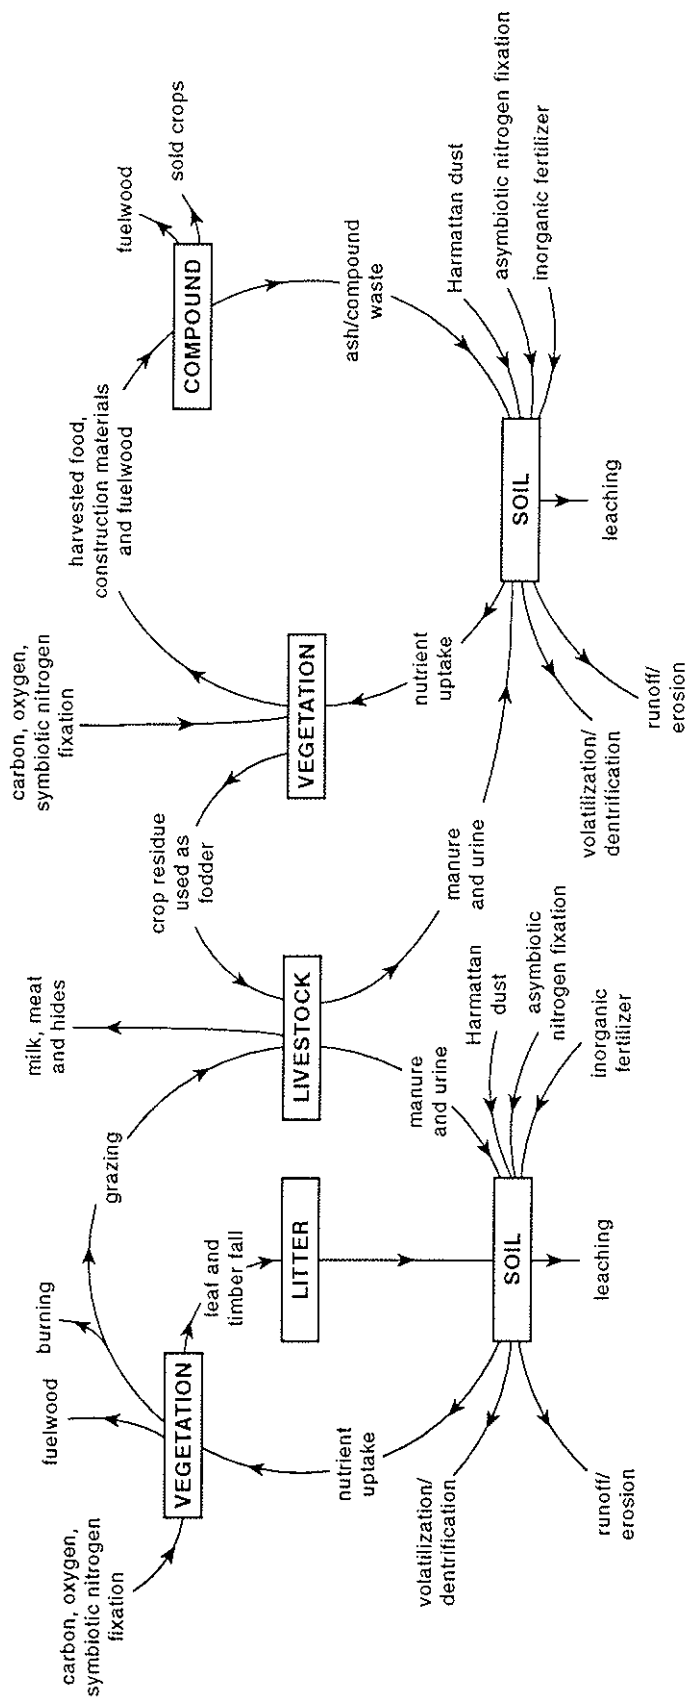 carbon, oxygen,
symbiotic nitrogen
fixation
fuelwood
burning
VEGETATION
leaf and
timber fall
grazing
milk, meat
and hides
LITTER
LIVESTOCK
nutrient
uptake
manure
and urine
volatilization/
dentrification
SOIL
Harmattan
dust
asymbiotic
nitrogen fixation
inorganic
fertilizer
runoff/
erosion
leaching
carbon, oxygen,
symbiotic nitrogen
fixation
crop residue
used as
fodder
VEGETATION
harvested food,
construction materials
and fuelwood
fuelwood
sold crops
COMPOUND
manure
and urine
nutrient
uptake
ash/compound
waste
volatilization/
dentrification
SOIL
Harmattan dust
asymbiotic nitrogen fixation
inorganic fertilizer
runoff/
erosion
leaching